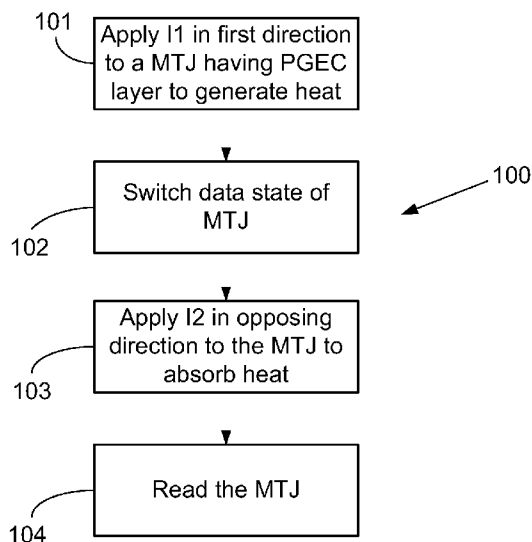 101
Apply I1 in first direction
to a MTJ having PGEC
layer to generate heat
Switch data state of
MTJ
100
102
Apply I2 in opposing
direction to the MTJ to
absorb heat
103
Read the MTJ
104